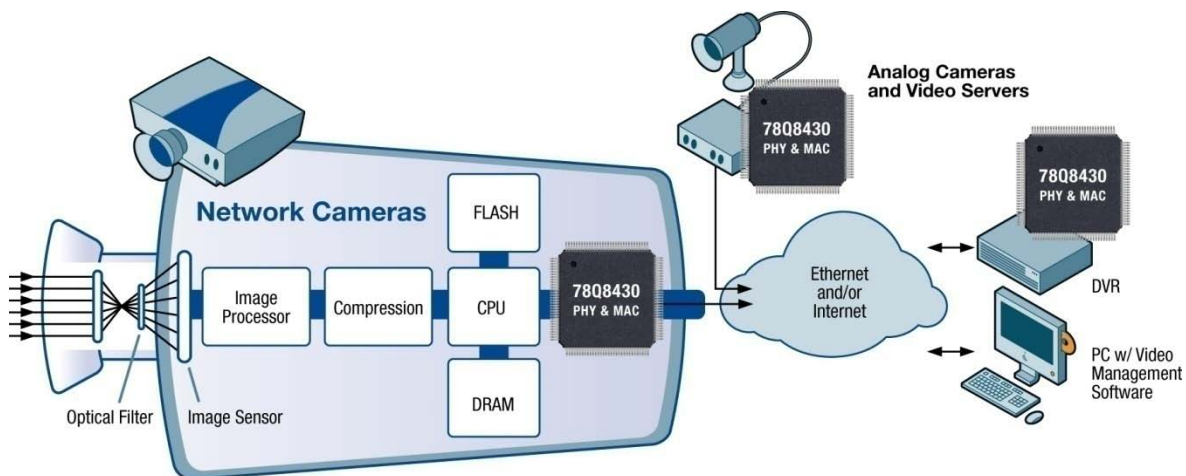 Analog Cameras
and Video Servers
78Q8430
PHY & MAC
78Q8430
PHY & MAC
DVR
Network Cameras
FLASH
Image
Processor
Compression
CPU
78Q8430
PHY & MAC
DRAM
Optical Filter
Image Sensor
Ethernet
and/or
Internet
PC w/ Video
Management
Software